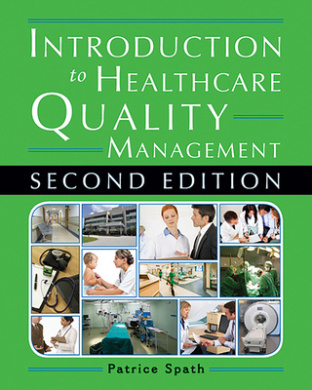 INTRODUCTION
to HEALTHCARE
QUALITY
MANAGEMENT
SECOND EDITION
Patrice Spath